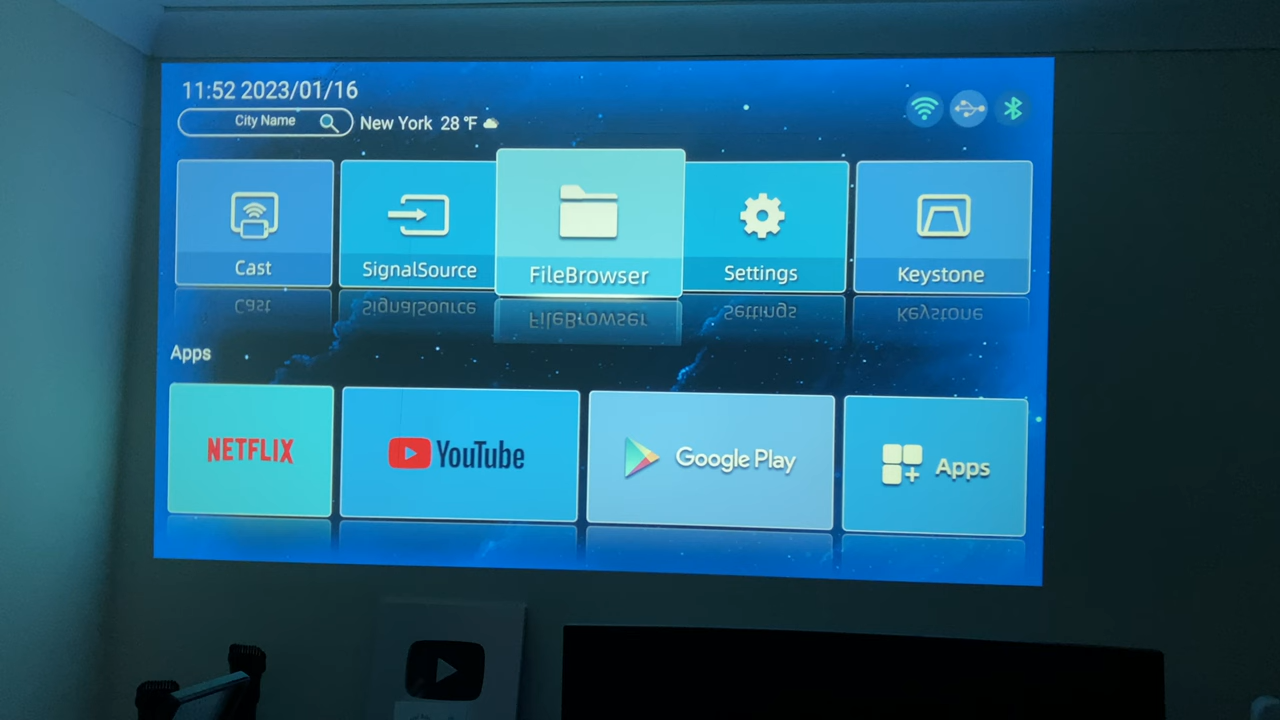 11:52 2023/01/16
City Name
New York 28 °F
Cast
SignalSource
FileBrowser
Settings
Keystone
Cast
SignalSource
FileBrowser
Settings
Keystone
Apps
NETFLIX
YouTube
Google Play
Apps